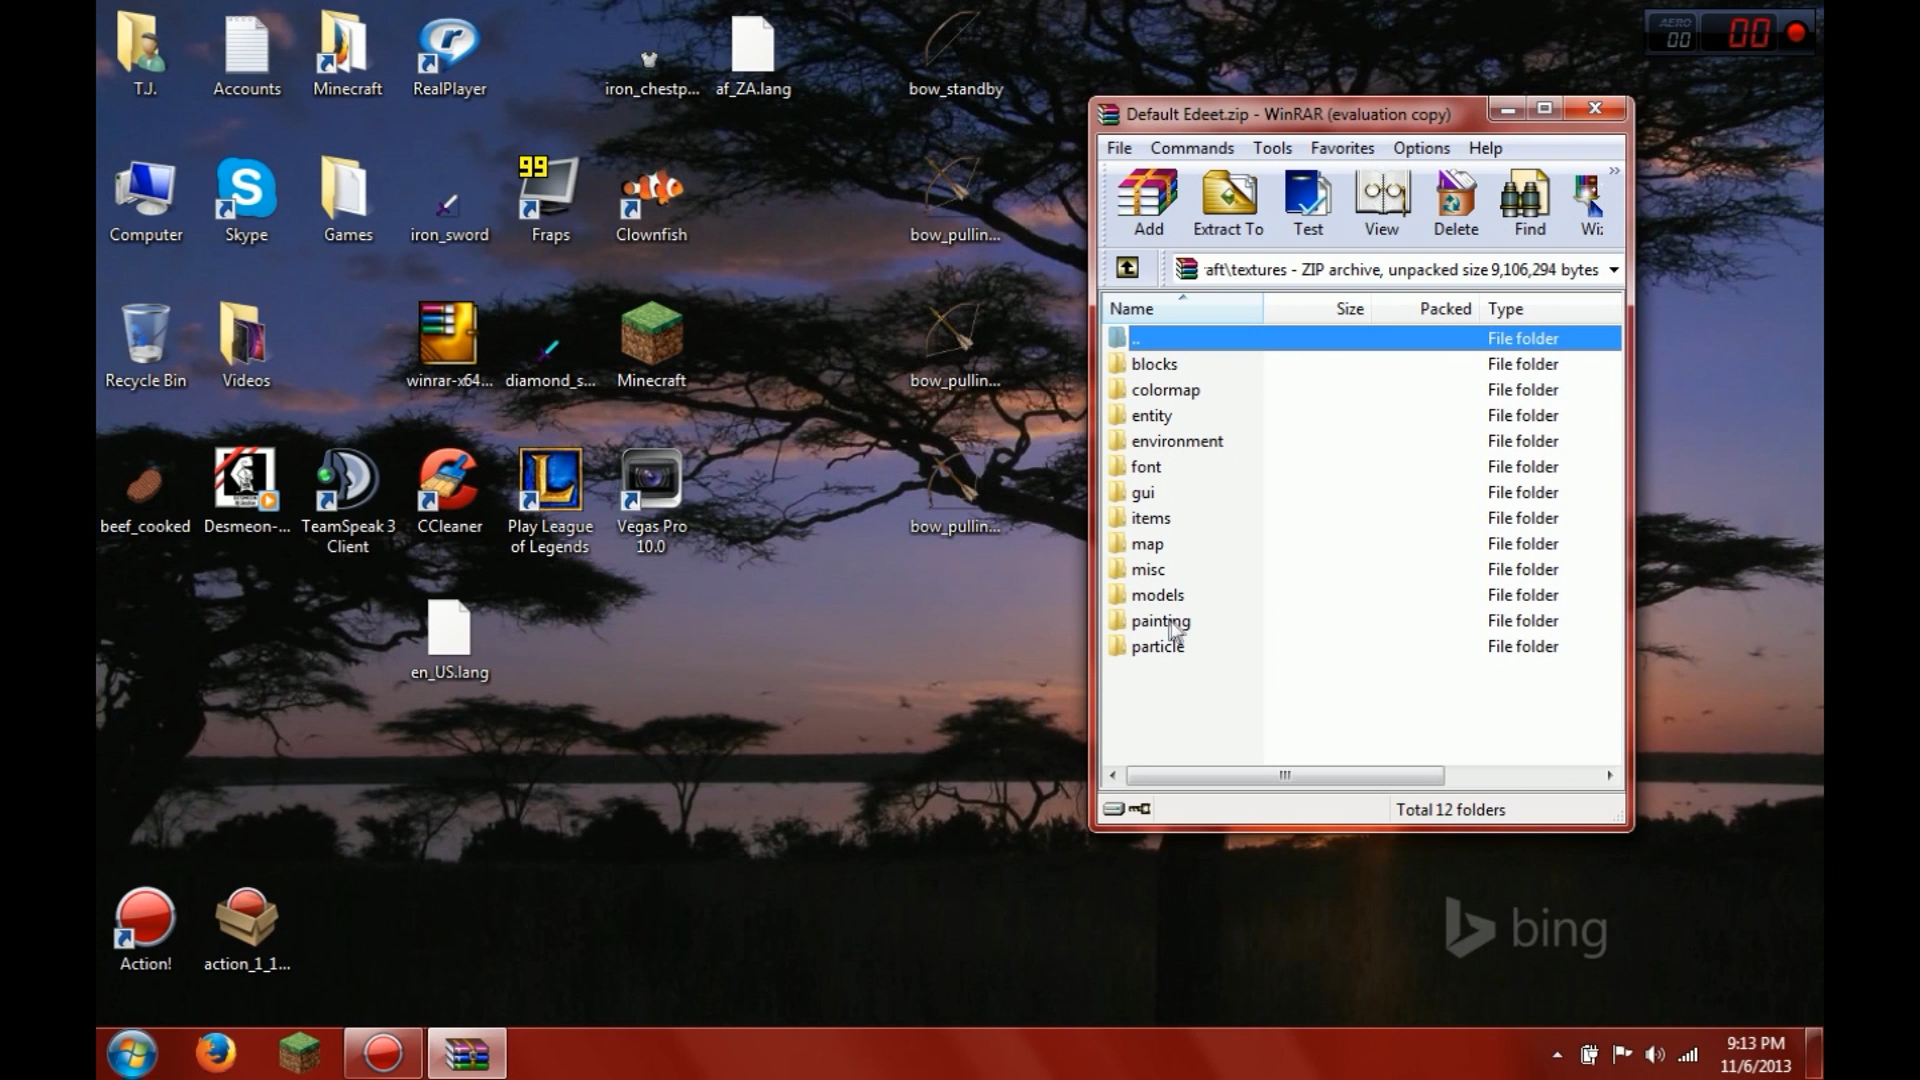 T.J.
Accounts
Minecraft
RealPlayer
iron_chestp...
af_ZA.lang
bow_standby
AERO
00
00
Computer
Skype
Games
iron_sword
99
Fraps
Clownfish
bow_pullin...
Recycle Bin
Videos
winrar-x64...
diamond_s...
Minecraft
bow_pullin...
beef_cooked
Desmeon-...
TeamSpeak 3
Client
CCleaner
Play League
of Legends
Vegas Pro
10.0
bow_pullin...
en_US.lang
Action!
action_1_1...
Default Edeet.zip - WinRAR (evaluation copy)
File Commands Tools Favorites Options Help
Add Extract To Test View Delete Find Wiz
aft\textures - ZIP archive, unpacked size 9,106,294 bytes
Name Size Packed Type
.. File folder
blocks File folder
colormap File folder
entity File folder
environment File folder
font File folder
gui File folder
items File folder
map File folder
misc File folder
models File folder
painting File folder
particle File folder
Total 12 folders
bing
9:13 PM
11/6/2013